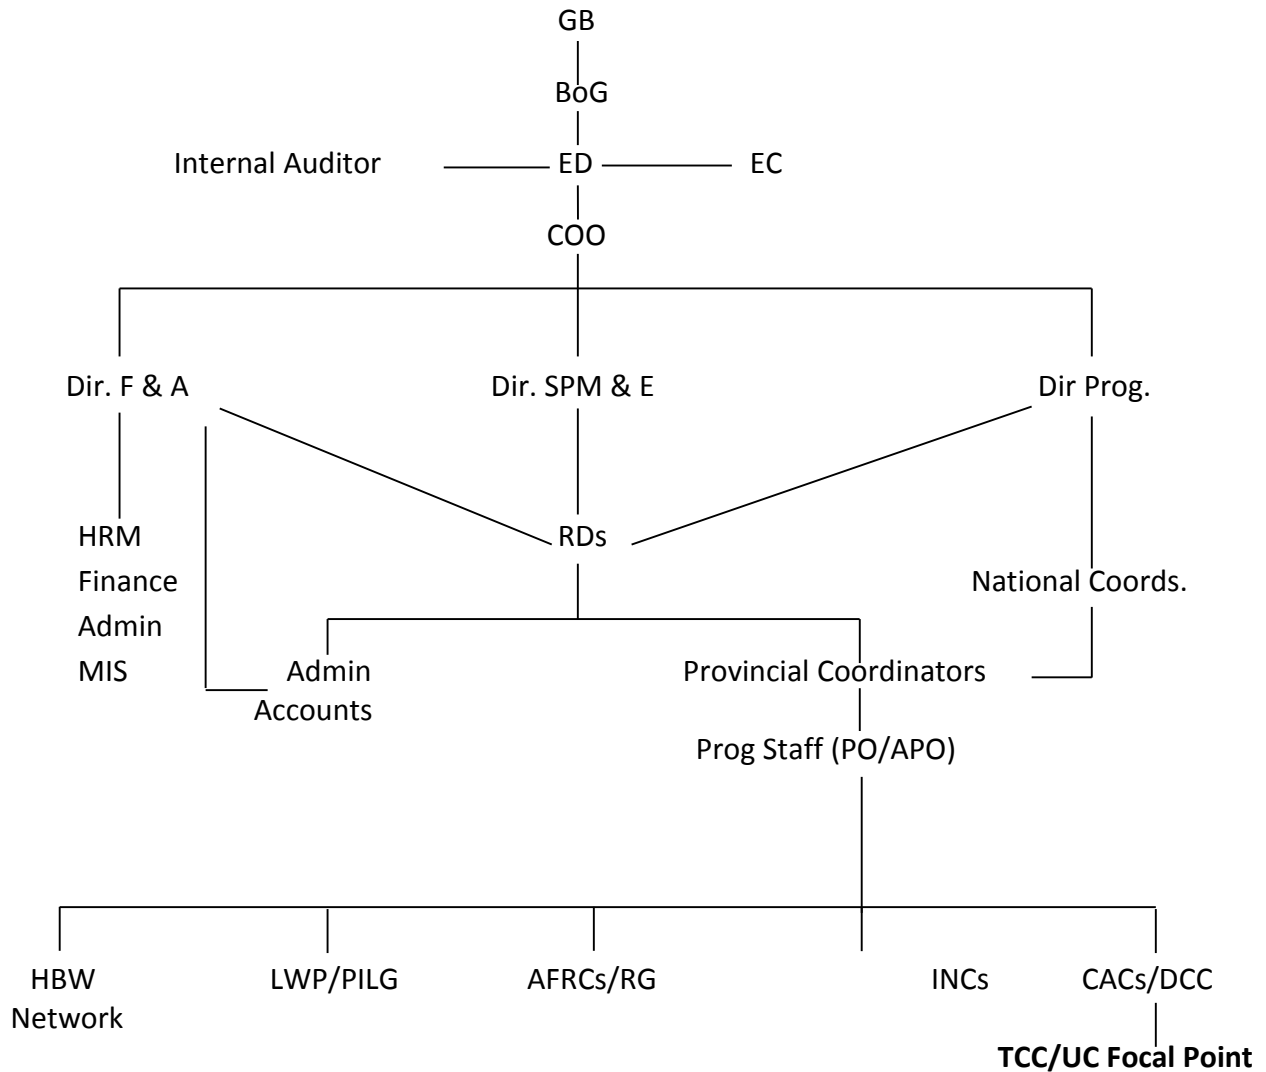 GB
BoG
Internal Auditor
ED
EC
COO
Dir. F & A
Dir. SPM & E
Dir Prog.
HRM
RDs
Finance
National Coords.
Admin
MIS
Admin
Provincial Coordinators
Accounts
Prog Staff (PO/APO)
HBW
LWP/PILG
AFRCs/RG
INCs
CACs/DCC
Network
TCC/UC Focal Point